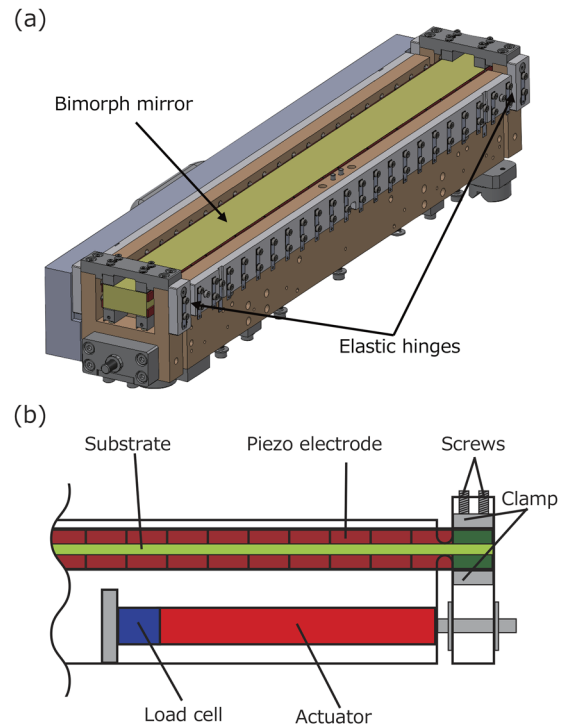 (a)
Bimorph mirror
Elastic hinges
(b)
Substrate
Piezo electrode
Screws
Clamp
Load cell
Actuator